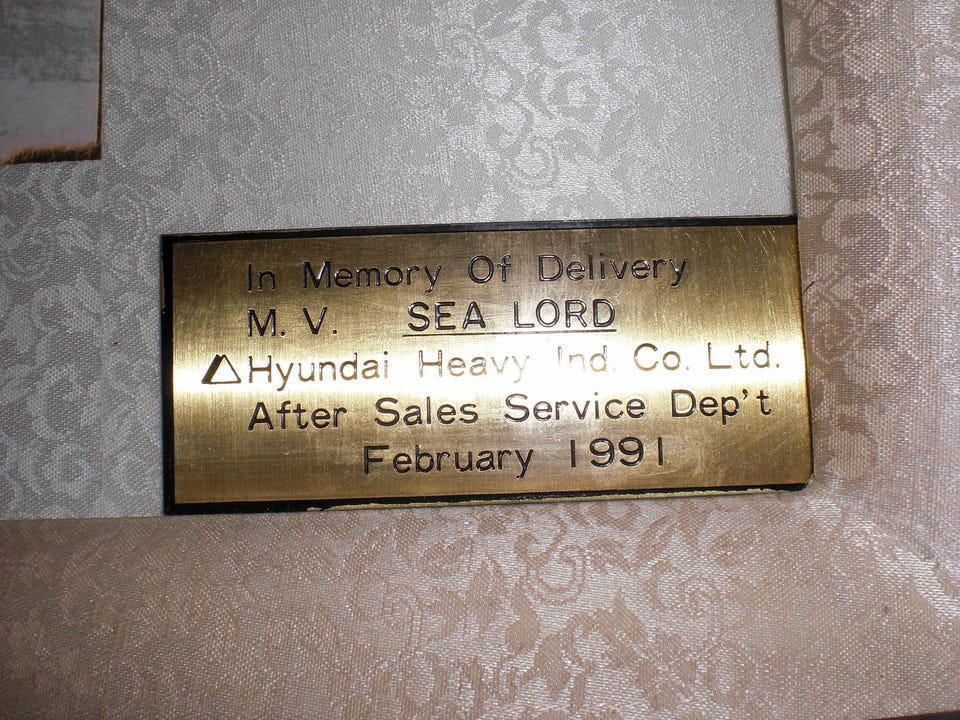 In Memory Of Delivery
M. V. SEA LORD
Hyundai Heavy Ind. Co. Ltd.
After Sales Service Dep't
February 1991